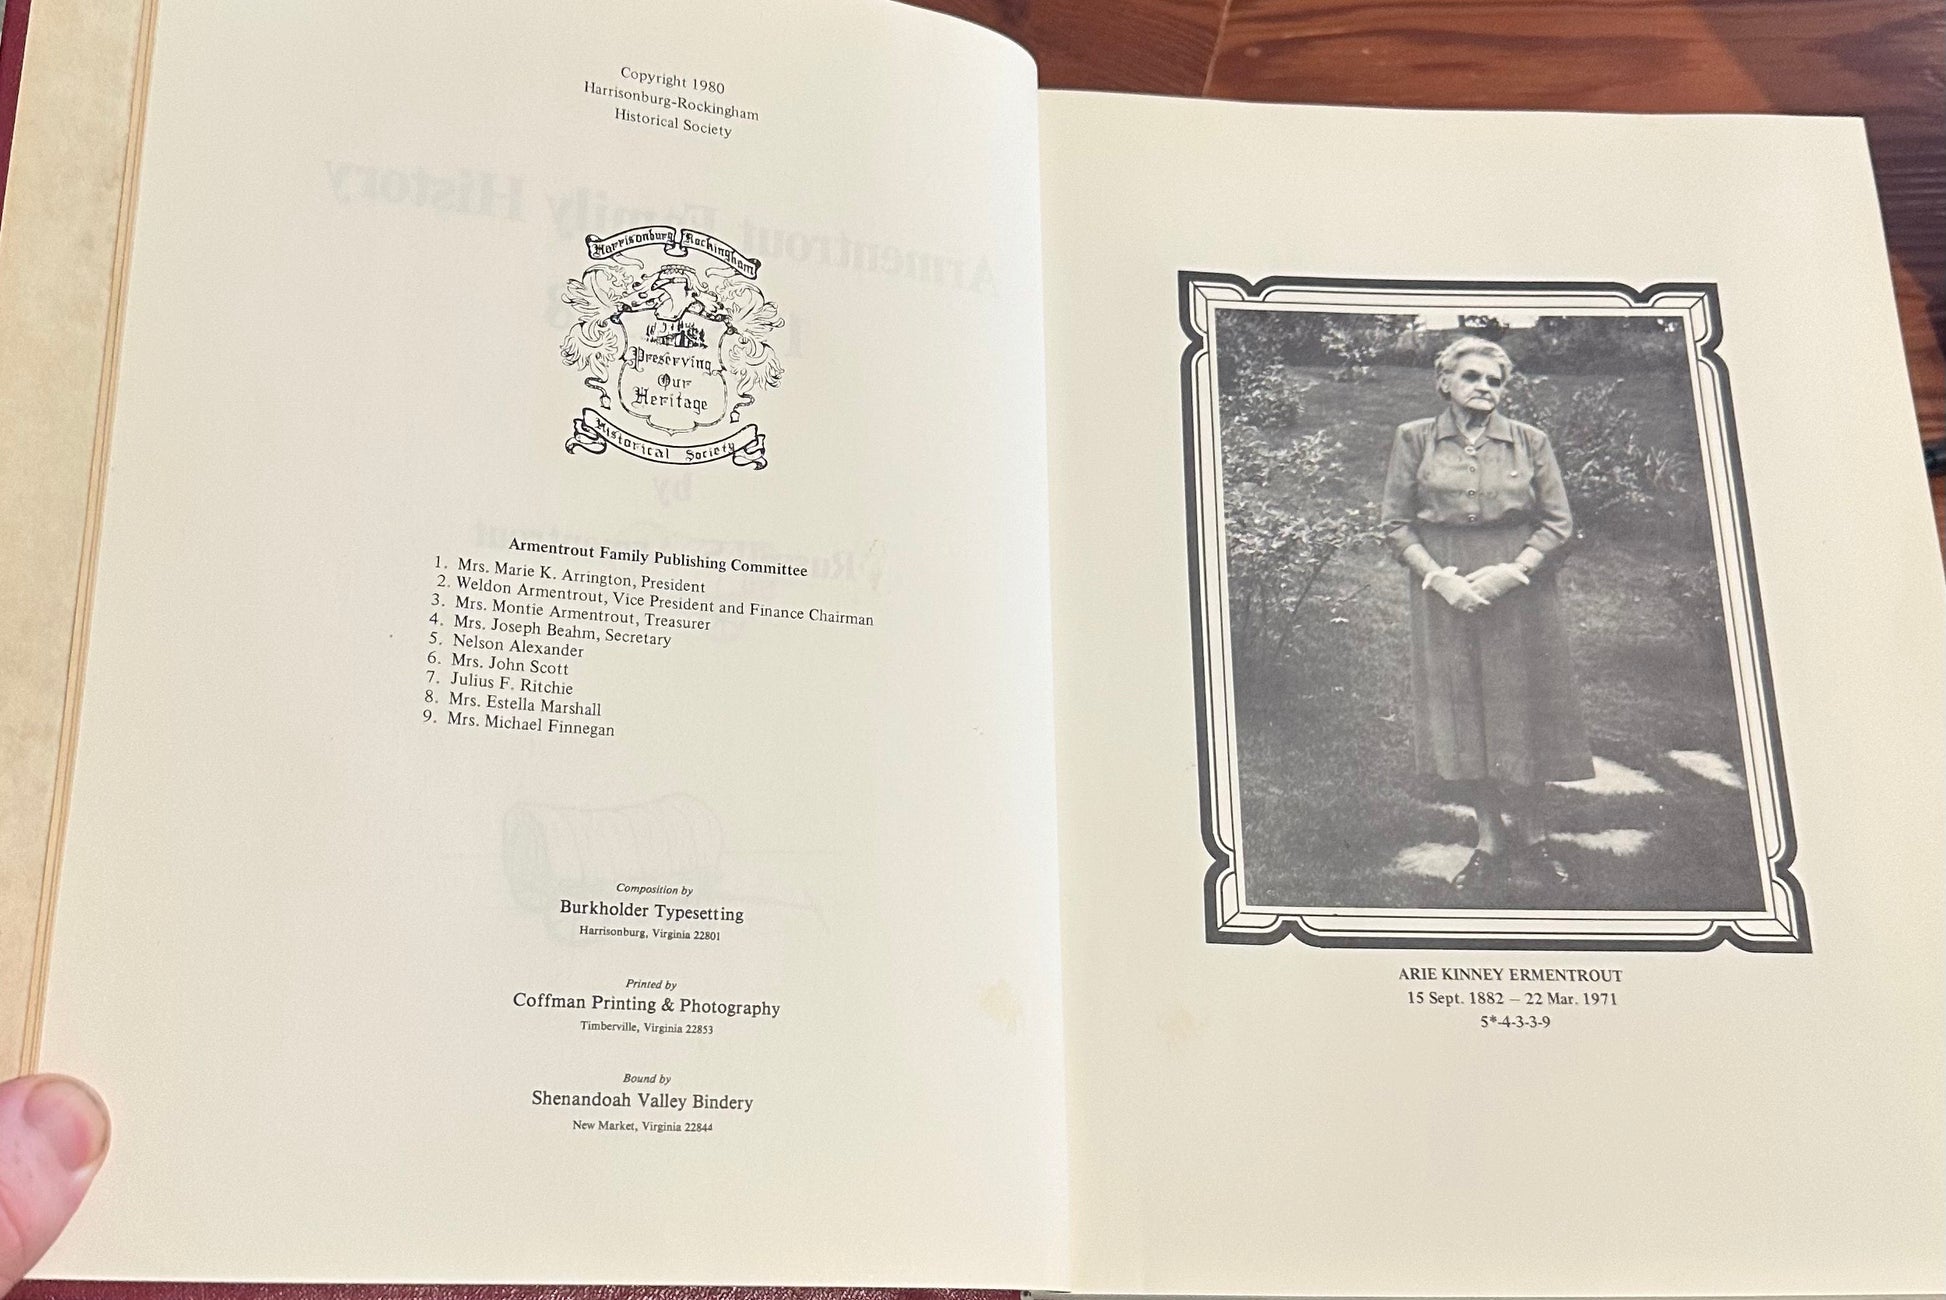 Copyright 1980
Harrisonburg-Rockingham
Historical Society
Armentrout Family History
Harrisonburg Rockingham
Preserving
Our
Heritage
Historical Society
by
Armentrout Family Publishing Committee
1. Mrs. Marie K. Arrington, President
2. Weldon Armentrout, Vice President and Finance Chairman
3. Mrs. Montie Armentrout, Treasurer
4. Mrs. Joseph Beahm, Secretary
5. Nelson Alexander
6. Mrs. John Scott
7. Julius F. Ritchie
8. Mrs. Estella Marshall
9. Mrs. Michael Finnegan
Composition by
Burkholder Typesetting
Harrisonburg, Virginia 22801
Printed by
Coffman Printing & Photography
Timberville, Virginia 22853
Bound by
Shenandoah Valley Bindery
New Market, Virginia 22844
ARIE KINNEY ERMENTROUT
15 Sept. 1882 – 22 Mar. 1971
5*-4-3-3-9